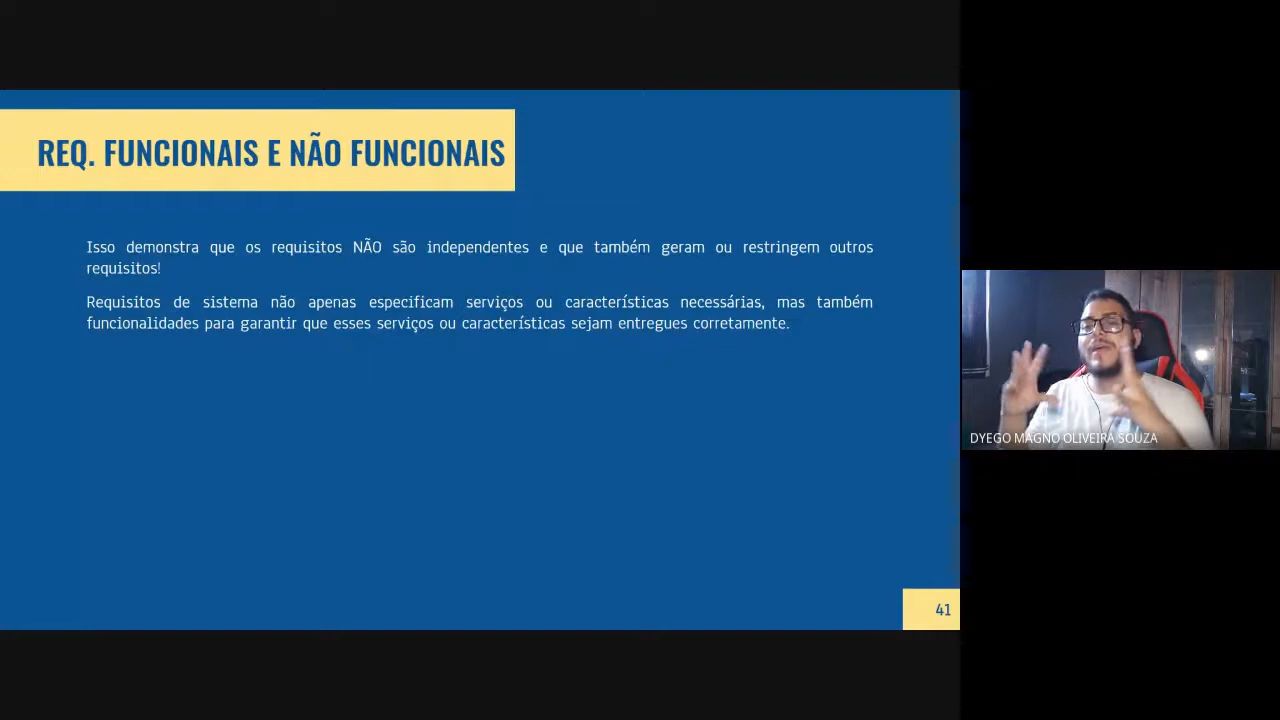 REQ. FUNCIONAIS E NÃO FUNCIONAIS
Isso demonstra que os requisitos NÃO são independentes e que também geram ou restringem outros
requisitos!
Requisitos de sistema não apenas especificam serviços ou características necessárias, mas também
funcionalidades para garantir que esses serviços ou características sejam entregues corretamente.
DYEGO MAGNO OLIVEIRA SOUZA
41